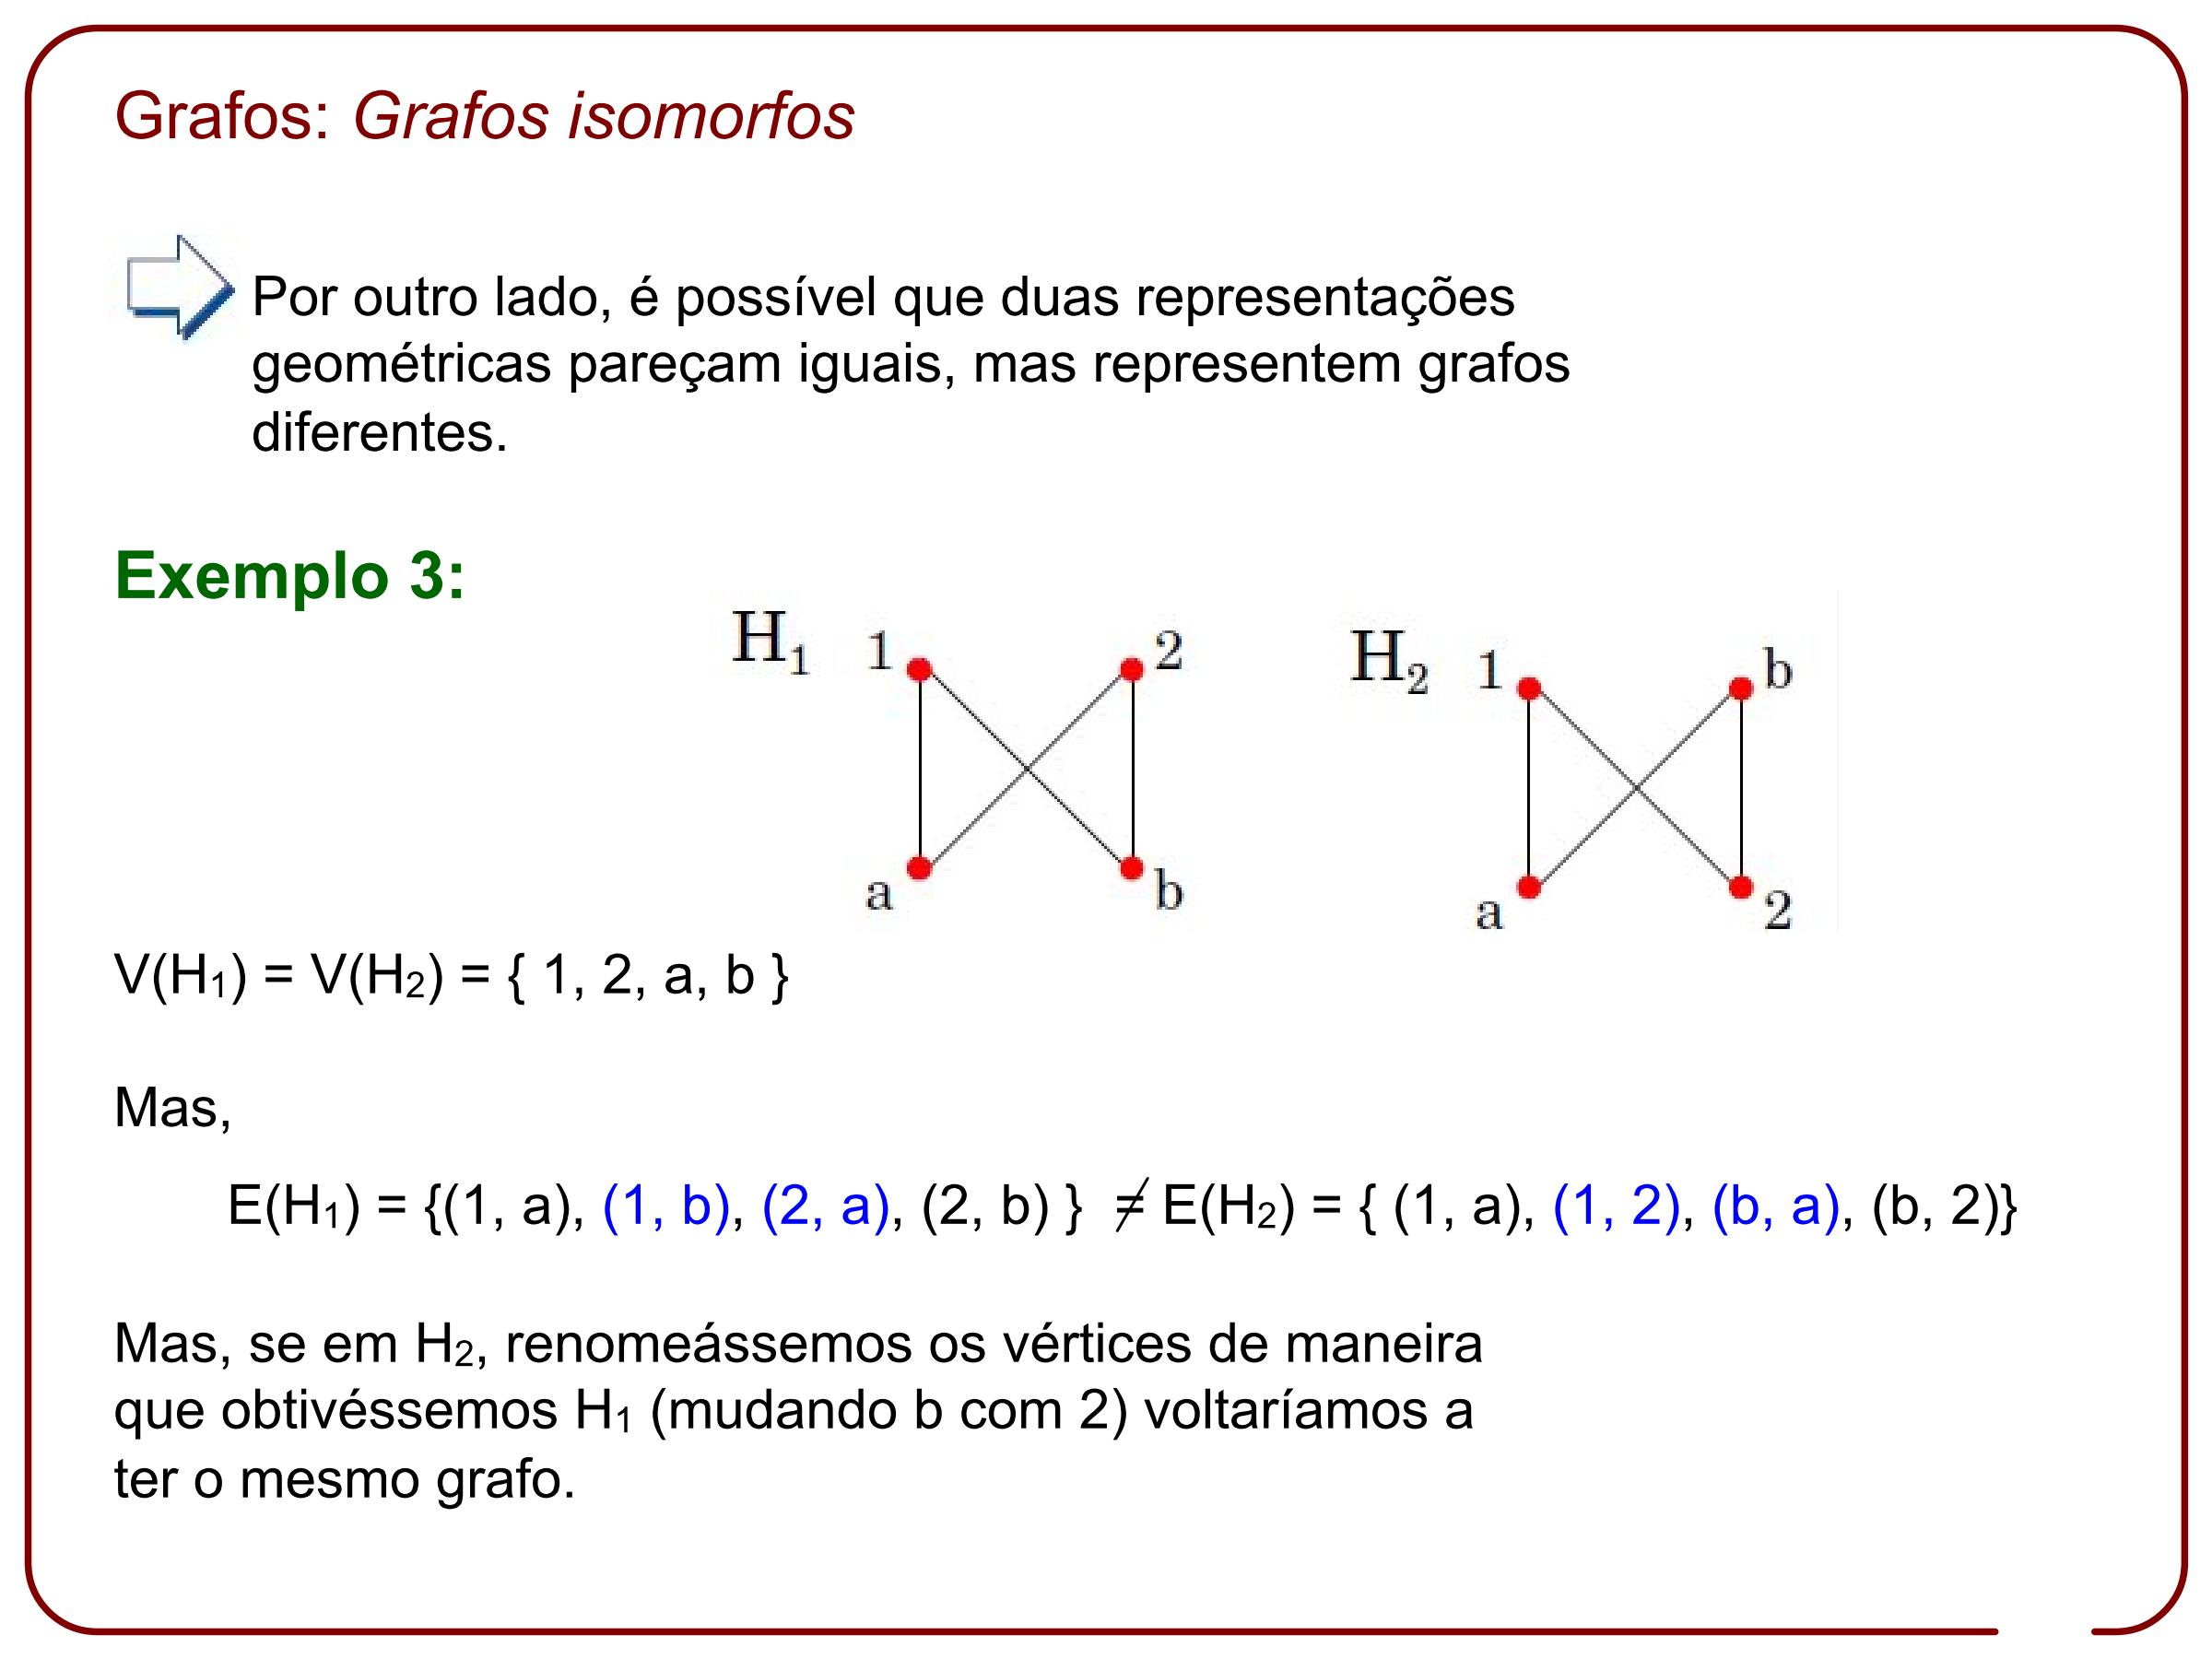 Grafos: Grafos isomorfos
Por outro lado, é possível que duas representações
geométricas pareçam iguais, mas representem grafos
diferentes.
Exemplo 3:
H₁ 1 2
a b
H₂ 1 b
a 2
V(H₁) = V(H₂) = { 1, 2, a, b }
Mas,
E(H₁) = {(1, a), (1, b), (2, a), (2, b) } ≠ E(H₂) = { (1, a), (1, 2), (b, a), (b, 2)}
Mas, se em H₂, renomeássemos os vértices de maneira
que obtivéssemos H₁ (mudando b com 2) voltaríamos a
ter o mesmo grafo.